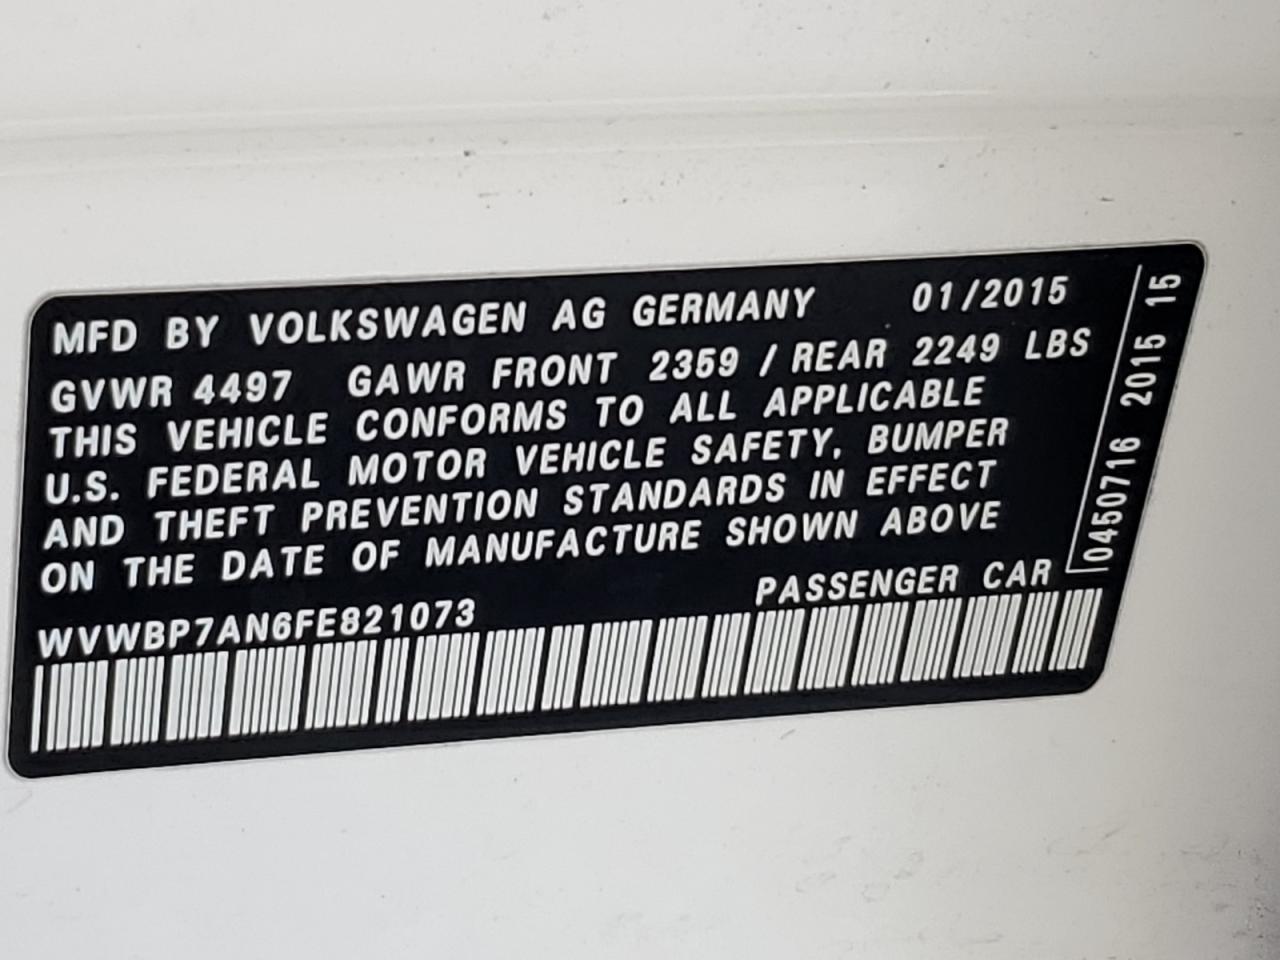 MFD BY VOLKSWAGEN AG GERMANY 01/2015
GVWR 4497 GAWR FRONT 2359 / REAR 2249 LBS
THIS VEHICLE CONFORMS TO ALL APPLICABLE
U.S. FEDERAL MOTOR VEHICLE SAFETY, BUMPER
AND THEFT PREVENTION STANDARDS IN EFFECT
ON THE DATE OF MANUFACTURE SHOWN ABOVE
WVWBP7AN6FE821073 PASSENGER CAR
0450716 2015 15